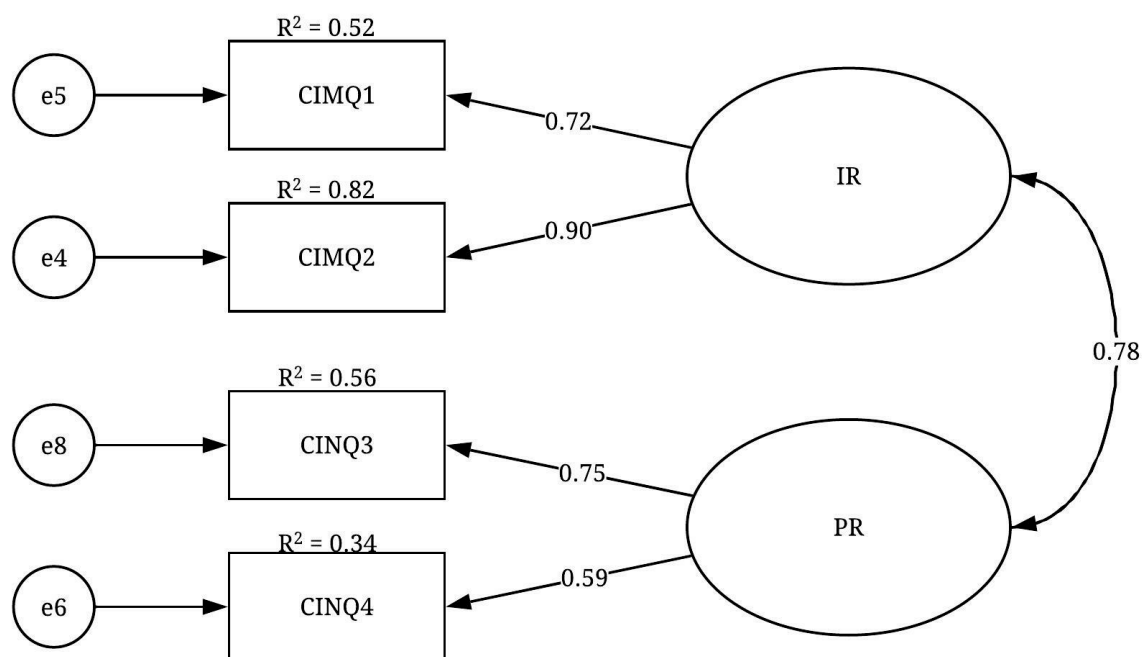 R² = 0.52
e5
CIMQ1
0.72
IR
R² = 0.82
e4
CIMQ2
0.90
0.78
R² = 0.56
e8
CINQ3
0.75
PR
R² = 0.34
e6
CINQ4
0.59